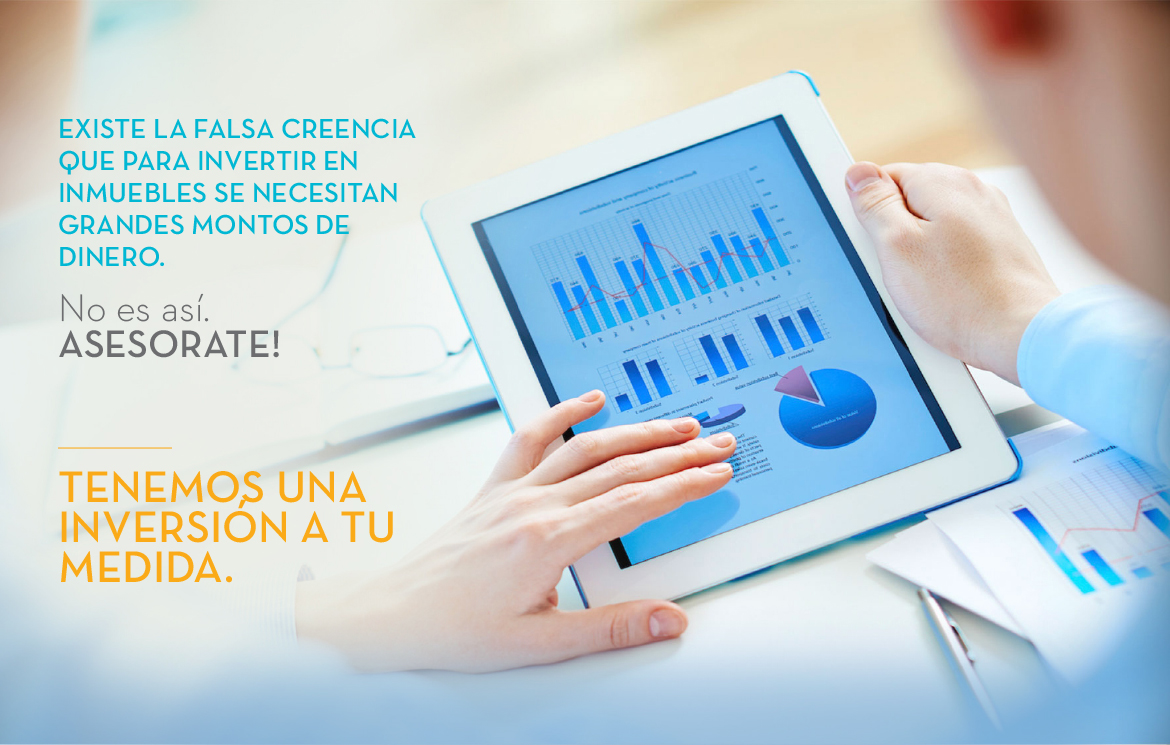 EXISTE LA FALSA CREENCIA
QUE PARA INVERTIR EN
INMUEBLES SE NECESITAN
GRANDES MONTOS DE
DINERO.
No es así.
ASESORATE!
TENEMOS UNA
INVERSIÓN A TU
MEDIDA.